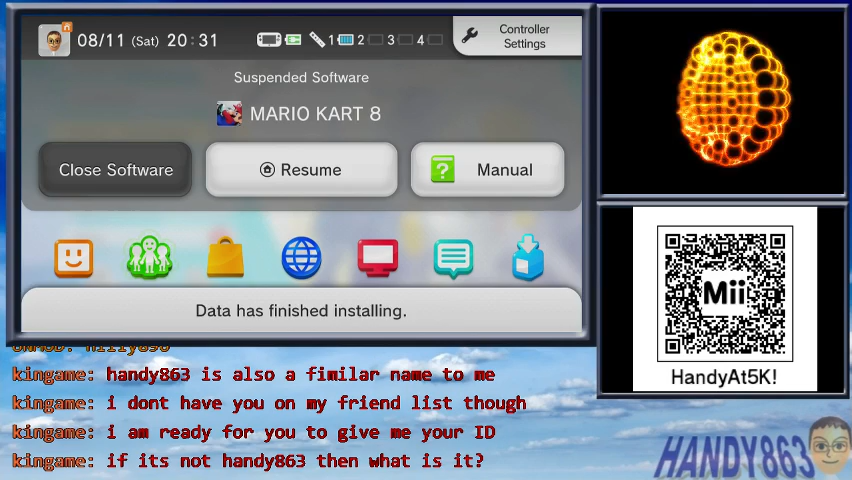 08/11 (Sat) 20:31
1 2 3 4
Controller
Settings
Suspended Software
MARIO KART 8
Close Software
Resume
? Manual
Data has finished installing.
kingame: handy863 is also a fimilar name to me
kingame: i dont have you on my friend list though
kingame: i am ready for you to give me your ID
kingame: if its not handy863 then what is it?
Mii
HandyAt5K!
HANDY863